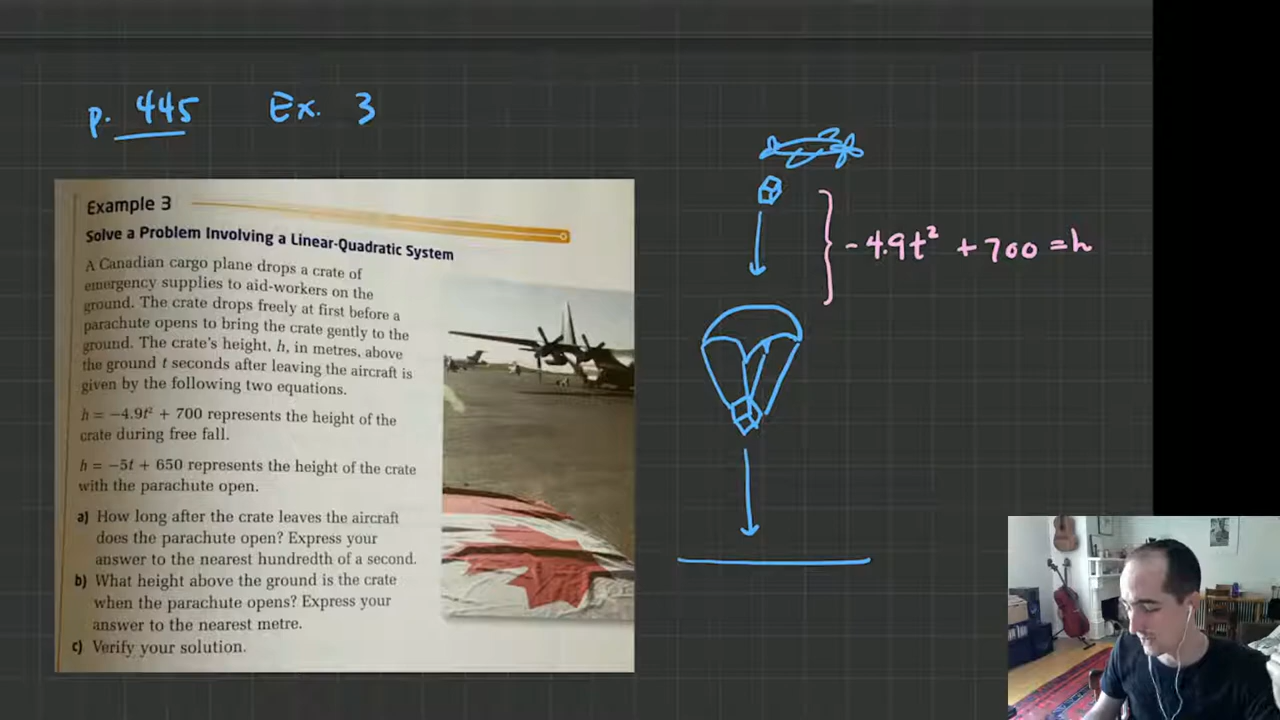 p. 445 Ex. 3
Example 3
Solve a Problem Involving a Linear-Quadratic System
A Canadian cargo plane drops a crate of
emergency supplies to aid-workers on the
ground. The crate drops freely at first before a
parachute opens to bring the crate gently to the
ground. The crate's height, h, in metres, above
the ground t seconds after leaving the aircraft is
given by the following two equations.
h = −4.9t² + 700 represents the height of the
crate during free fall.
h = −5t + 650 represents the height of the crate
with the parachute open.
a) How long after the crate leaves the aircraft
does the parachute open? Express your
answer to the nearest hundredth of a second.
b) What height above the ground is the crate
when the parachute opens? Express your
answer to the nearest metre.
c) Verify your solution.
-4.9t² + 700 = h